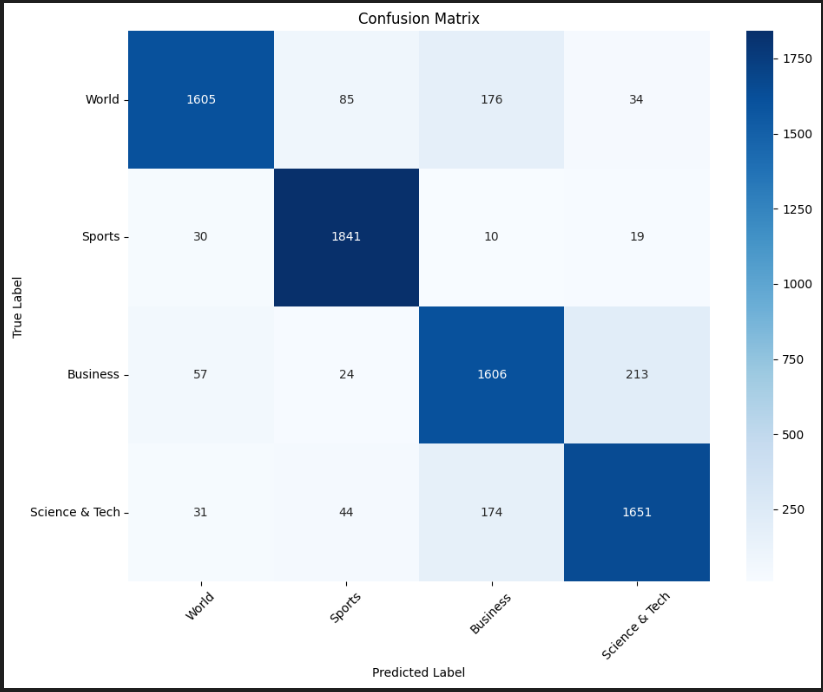 Confusion Matrix
World
1605 85 176 34
Sports
30 1841 10 19
Business
57 24 1606 213
Science & Tech
31 44 174 1651
True Label
World Sports Business Science & Tech
Predicted Label
1750
1500
1250
1000
750
500
250